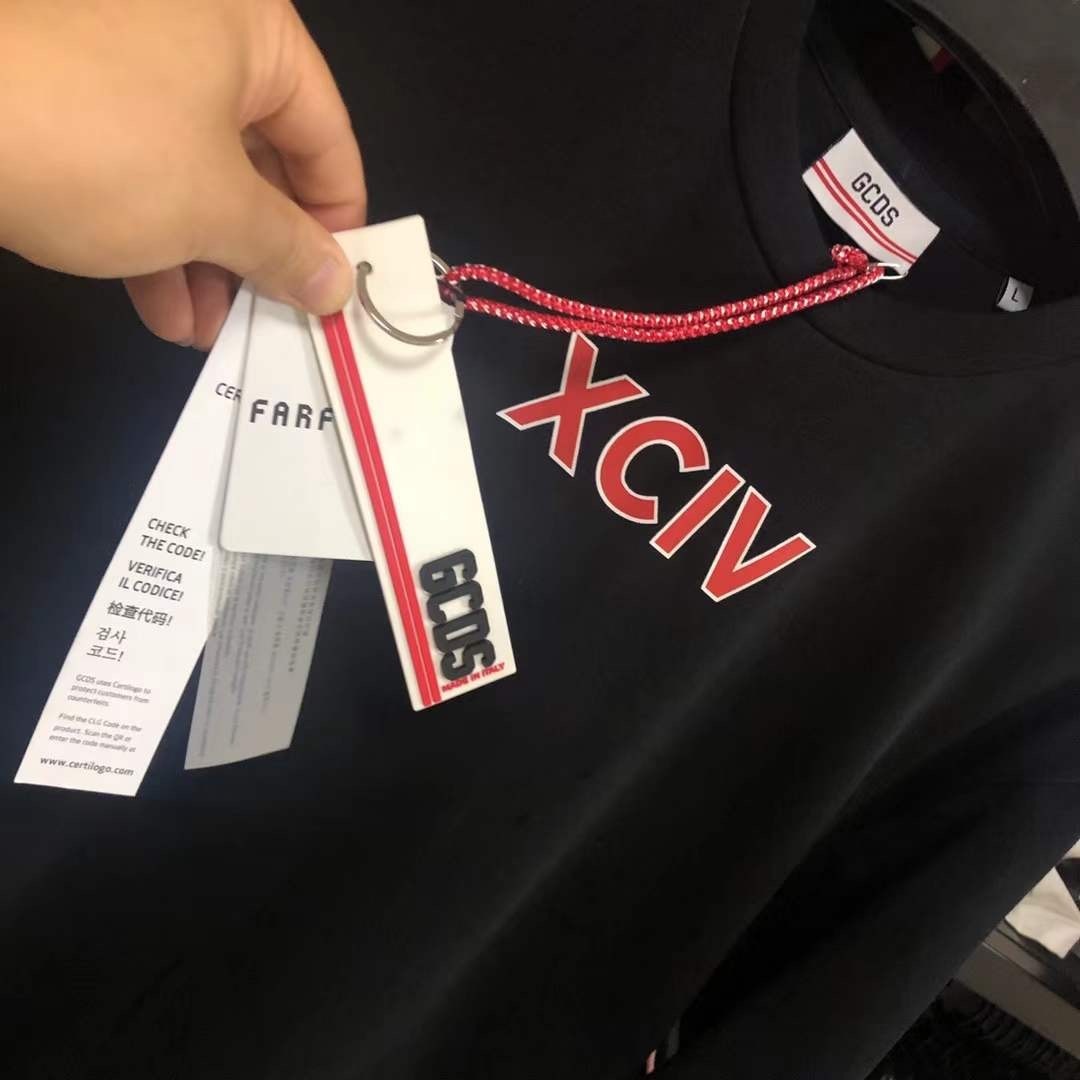 GCDS
L
XCIV
CER
FARF
GCDS
MADE IN ITALY
CHECK
THE CODE!
VERIFICA
IL CODICE!
检查代码!
검사
코드!
GCDS uses Certilogo to
protect customers from
counterfeits.
Find the CLG Code on the
product. Scan the QR or
enter the code manually at
www.certilogo.com